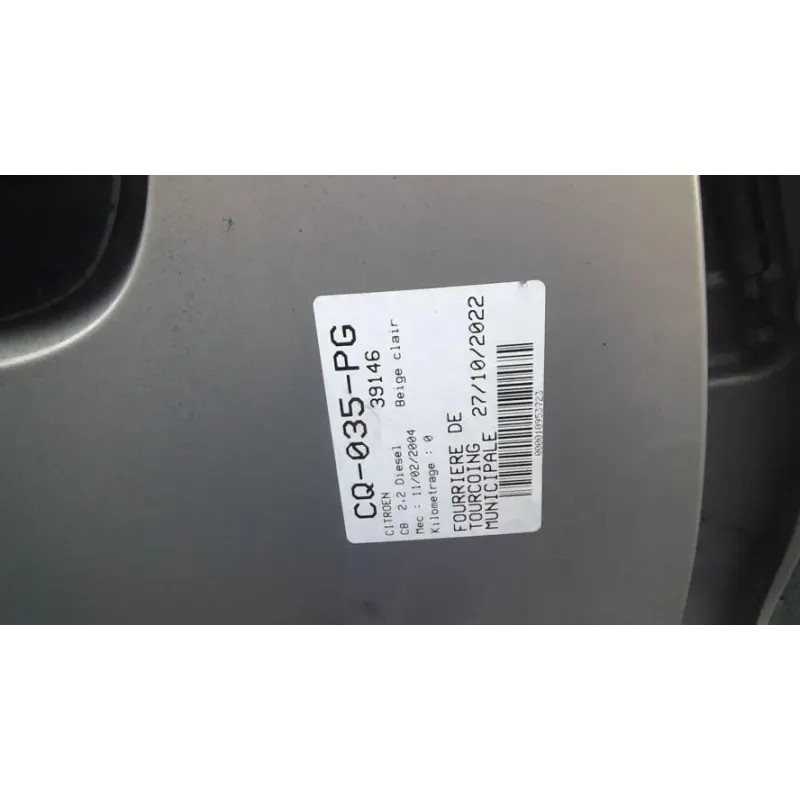 CQ-035-PG
39146
CITROEN
C8 2,2 Diesel Beige clair
Mec : 11/02/2004
Kilometrage : 0
FOURRIERE DE
TOURCOING 27/10/2022
MUNICIPALE